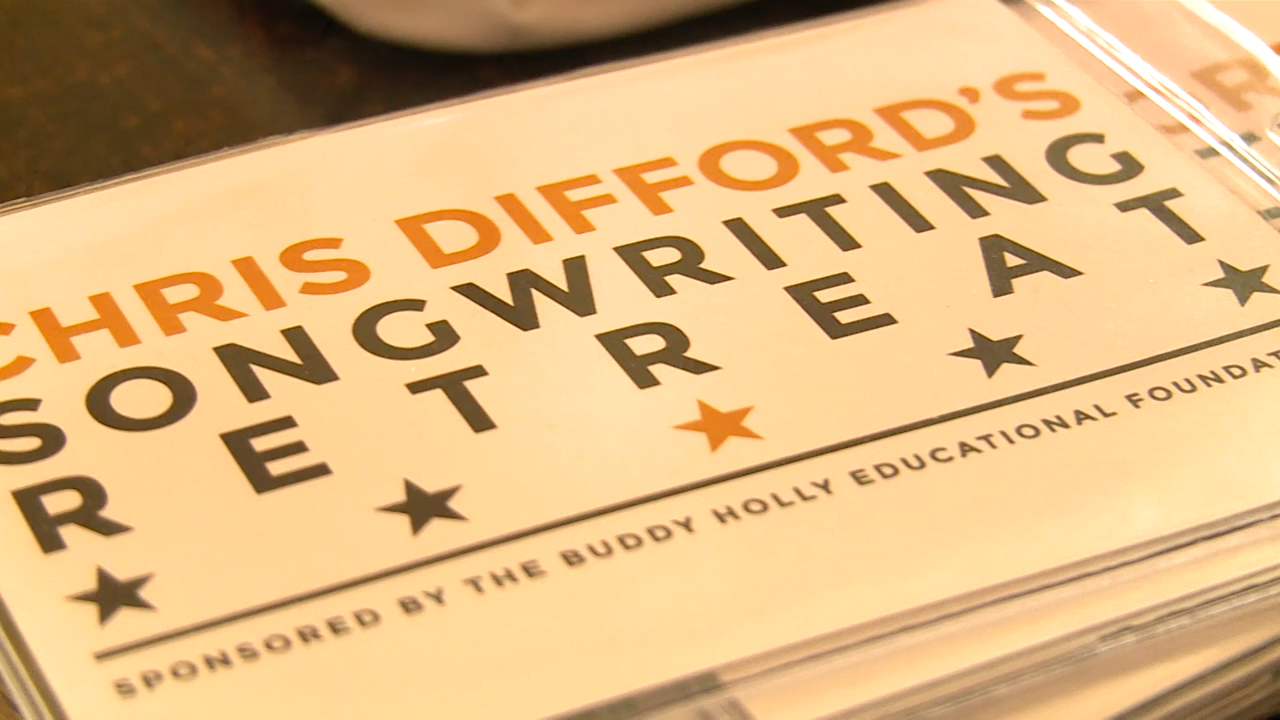 CHRIS DIFFORD'S
SONGWRITING
RETREAT
SPONSORED BY THE BUDDY HOLLY EDUCATIONAL